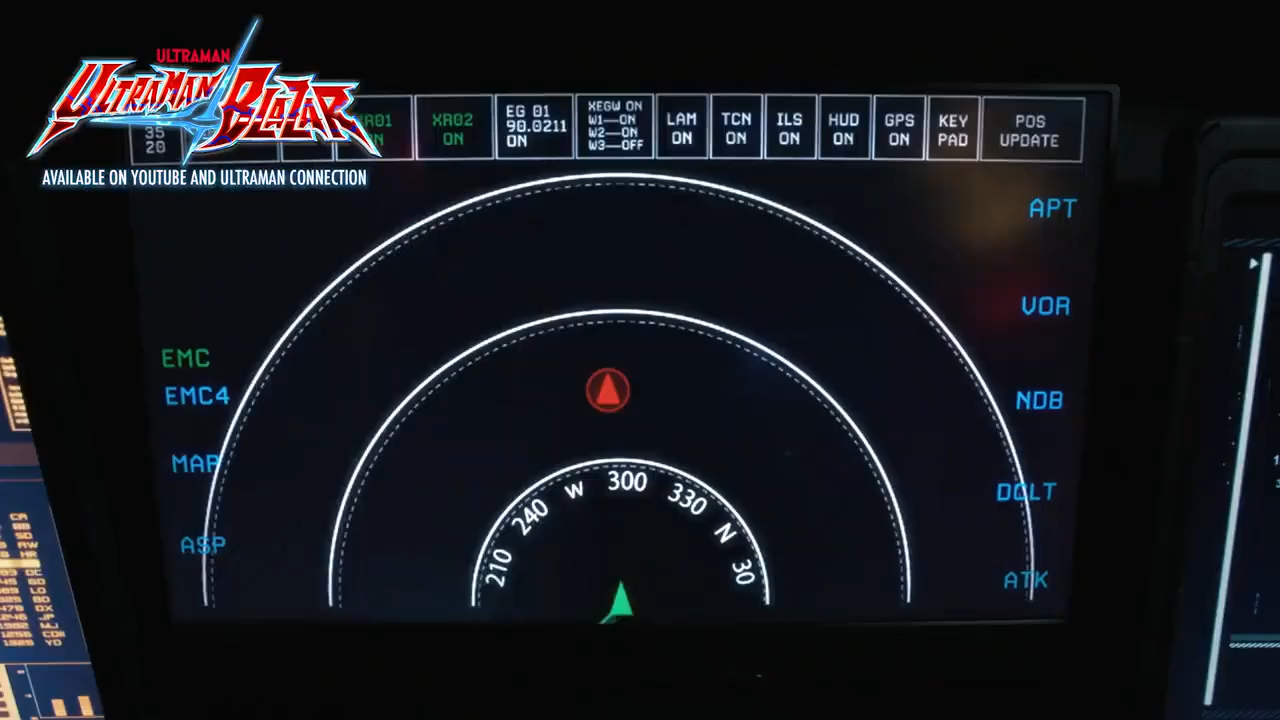 ULTRAMAN
ULTRAMAN BLAZAR
AVAILABLE ON YOUTUBE AND ULTRAMAN CONNECTION
35
20
ON
XR02
ON
EG 01
90.0211
ON
XEGW ON
W1—ON
W2—ON
W3—OFF
LAM
ON
TCN
ON
ILS
ON
HUD
ON
GPS
ON
KEY
PAD
POS
UPDATE
APT
VOR
EMC
EMC4
NDB
MAP
DCLT
ASP
ATK
210
240
W
300
330
N
30